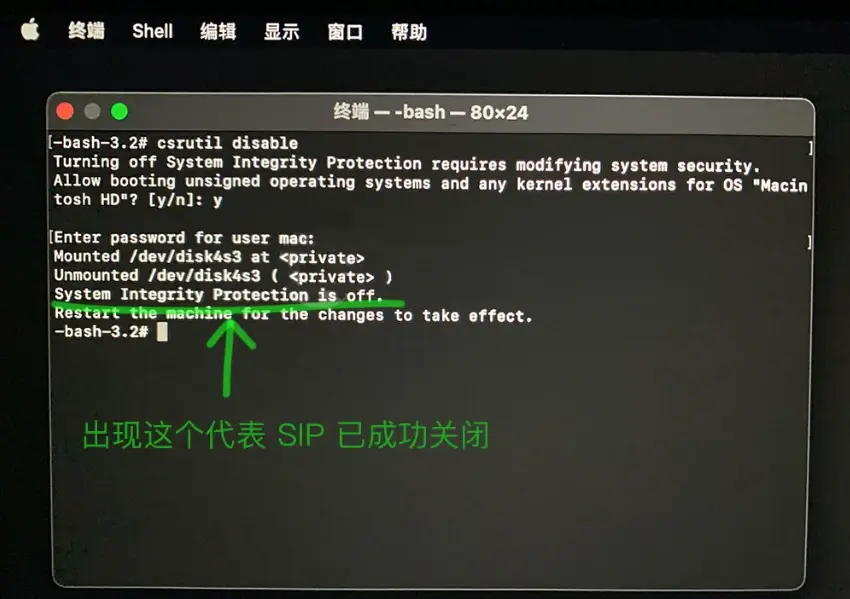 终端 Shell 编辑 显示 窗口 帮助
终端 — -bash — 80×24
[-bash-3.2# csrutil disable ]
Turning off System Integrity Protection requires modifying system security.
Allow booting unsigned operating systems and any kernel extensions for OS "Macin
tosh HD"? [y/n]: y
[Enter password for user mac: ]
Mounted /dev/disk4s3 at <private>
Unmounted /dev/disk4s3 ( <private> )
System Integrity Protection is off.
Restart the machine for the changes to take effect.
-bash-3.2#
出现这个代表 SIP 已成功关闭